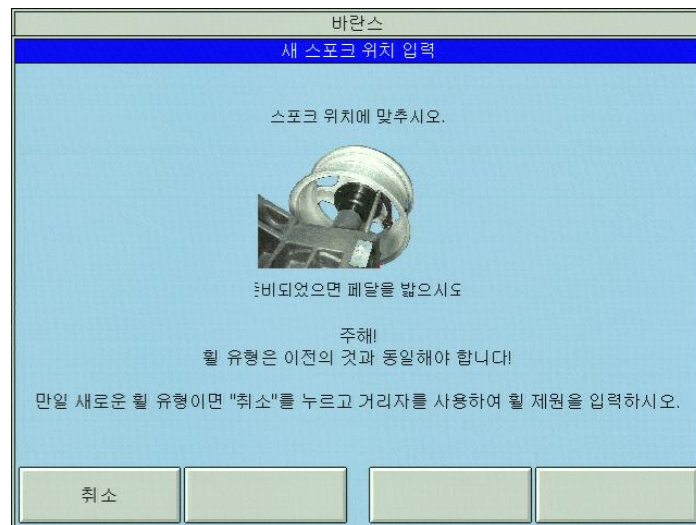 바란스
새 스포크 위치 입력
스포크 위치에 맞추시오.
비되었으면 페달을 밟으시오
주해!
휠 유형은 이전의 것과 동일해야 합니다!
만일 새로운 휠 유형이면 "취소"를 누르고 거리자를 사용하여 휠 제원을 입력하시오.
취소